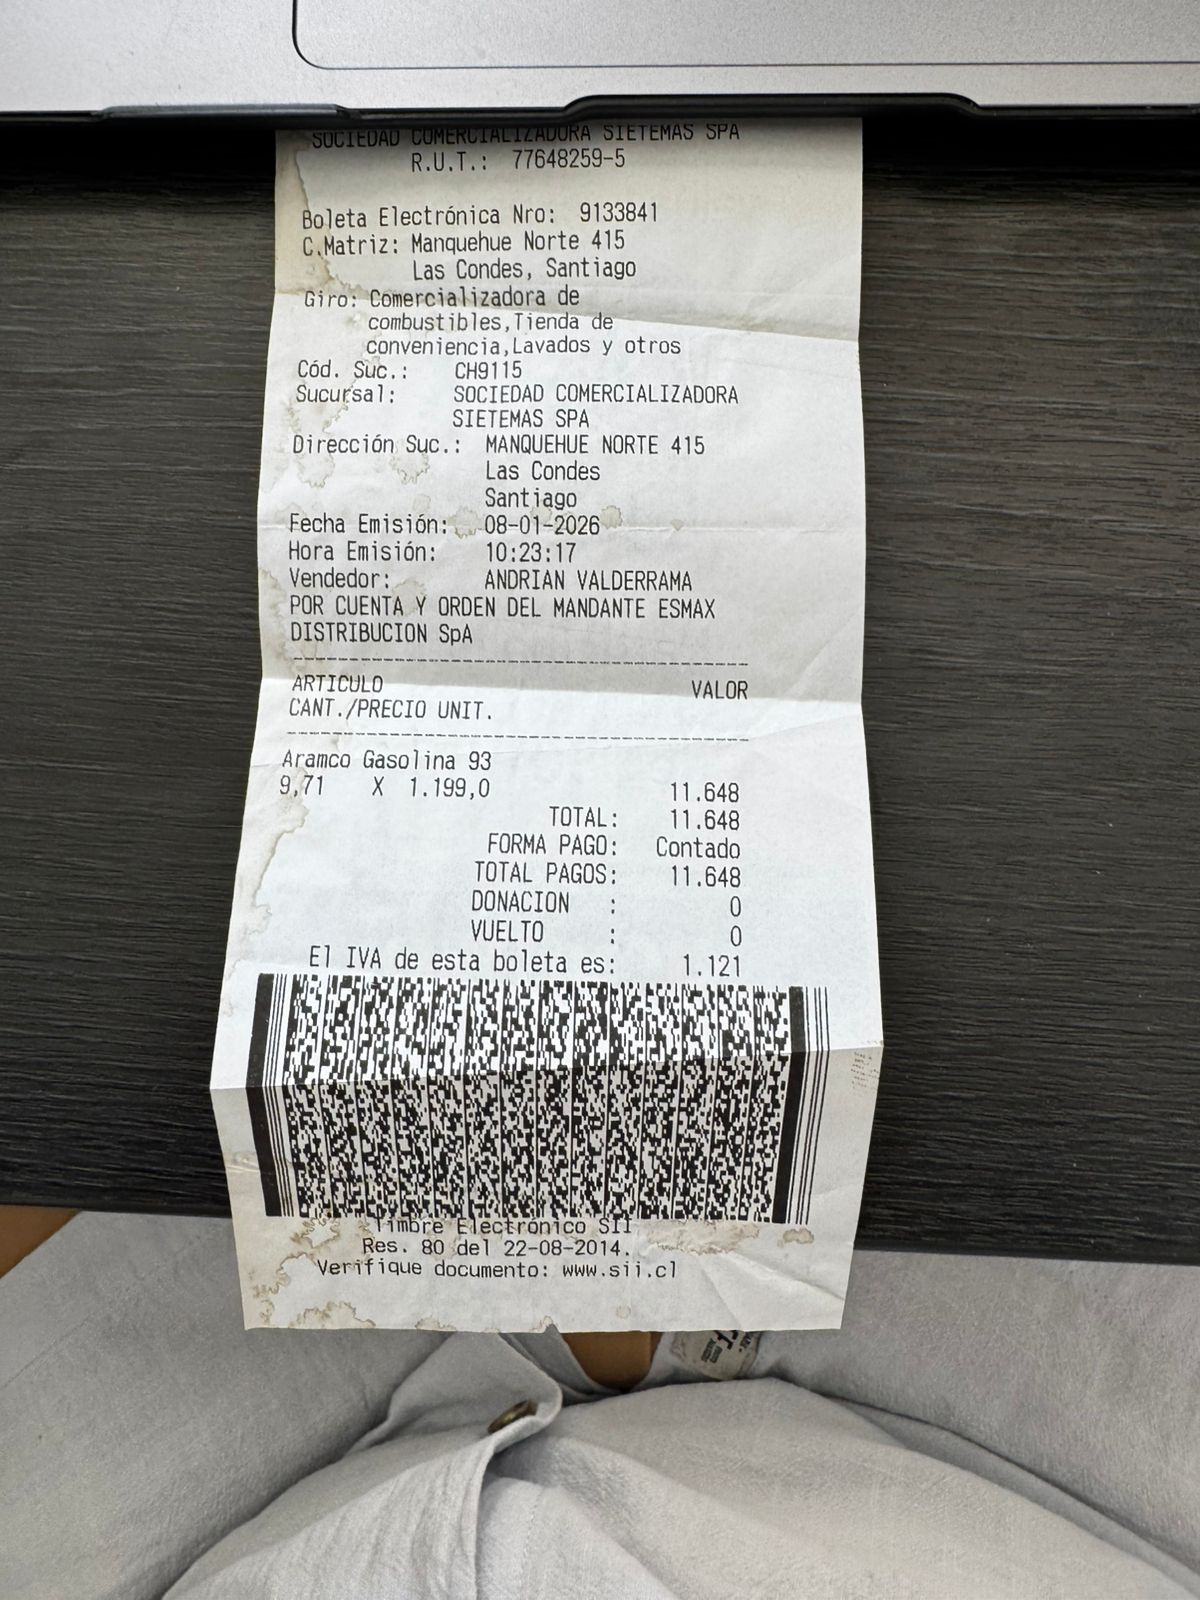 SOCIEDAD COMERCIALIZADORA SIETEMAS SPA
R.U.T.: 77648259-5
Boleta Electrónica Nro: 9133841
C.Matriz: Manquehue Norte 415
Las Condes, Santiago
Giro: Comercializadora de
combustibles,Tienda de
conveniencia,Lavados y otros
Cód. Suc.: CH9115
Sucursal: SOCIEDAD COMERCIALIZADORA
SIETEMAS SPA
Dirección Suc.: MANQUEHUE NORTE 415
Las Condes
Santiago
Fecha Emisión: 08-01-2026
Hora Emisión: 10:23:17
Vendedor: ANDRIAN VALDERRAMA
POR CUENTA Y ORDEN DEL MANDANTE ESMAX
DISTRIBUCION SpA
ARTICULO VALOR
CANT./PRECIO UNIT.
Aramco Gasolina 93
9,71 X 1.199,0 11.648
TOTAL: 11.648
FORMA PAGO: Contado
TOTAL PAGOS: 11.648
DONACION : 0
VUELTO : 0
El IVA de esta boleta es: 1.121
Timbre Electrónico SII
Res. 80 del 22-08-2014.
Verifique documento: www.sii.cl